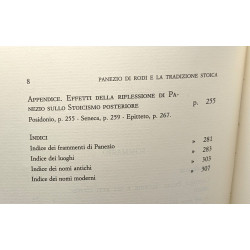 8 PANEZIO DI RODI E LA TRADIZIONE STOICA
APPENDICE. EFFETTI DELLA RIFLESSIONE DI PA-
NEZIO SULLO STOICISMO POSTERIORE p. 255
Posidonio, p. 255 - Seneca, p. 259 - Epitteto, p. 267.
INDICI
Indice dei frammenti di Panezio » 281
Indice dei luoghi » 283
Indice dei nomi antichi » 303
Indice dei nomi moderni » 307